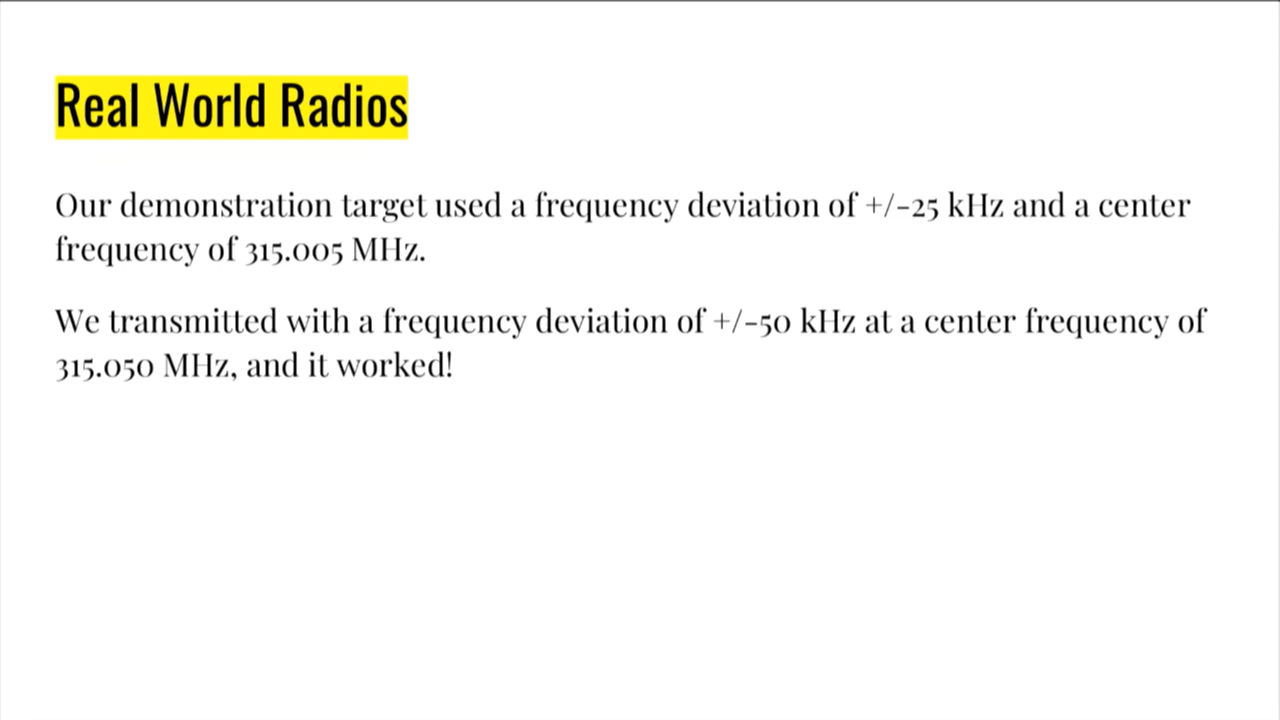 Real World Radios
Our demonstration target used a frequency deviation of +/-25 kHz and a center
frequency of 315.005 MHz.
We transmitted with a frequency deviation of +/-50 kHz at a center frequency of
315.050 MHz, and it worked!